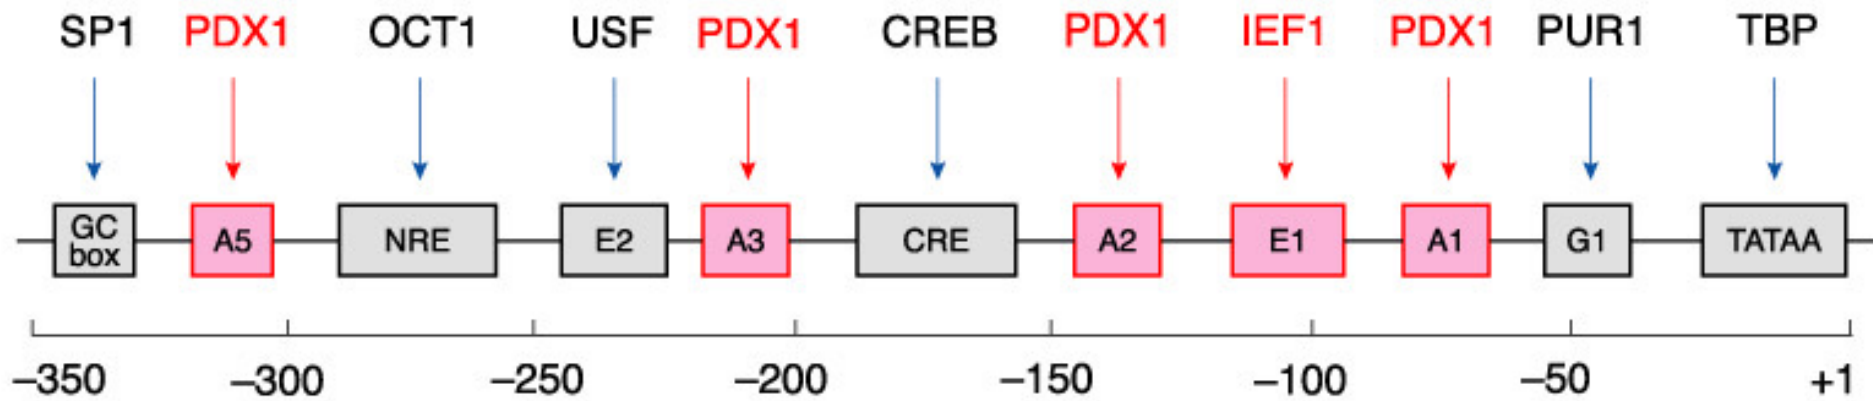 SP1 PDX1 OCT1 USF PDX1 CREB PDX1 IEF1 PDX1 PUR1 TBP
GC box A5 NRE E2 A3 CRE A2 E1 A1 G1 TATAA
–350 –300 –250 –200 –150 –100 –50 +1